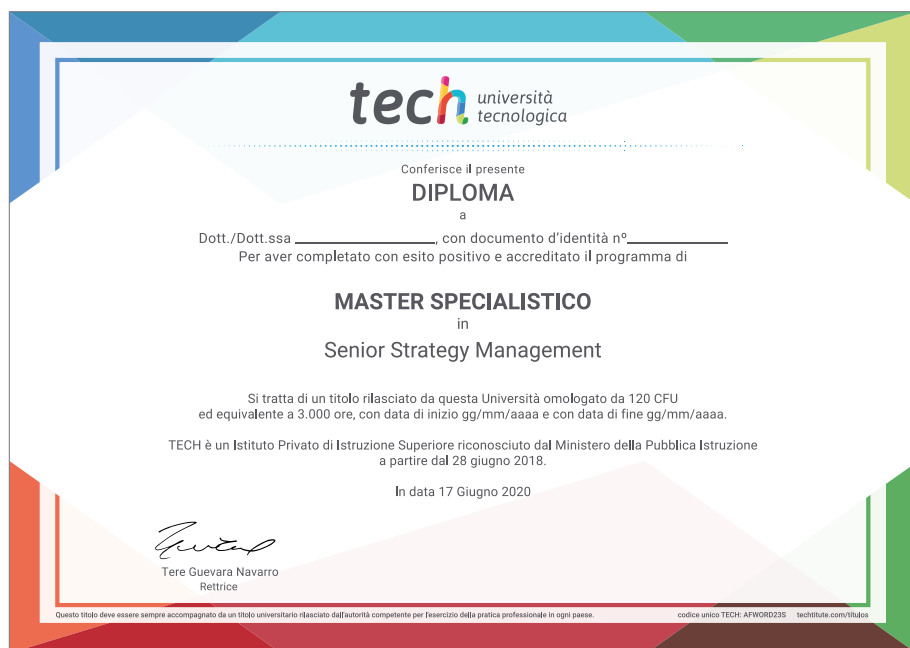 tech università
tecnologica
Conferisce il presente
DIPLOMA
a
Dott./Dott.ssa ________________, con documento d'identità nº___________
Per aver completato con esito positivo e accreditato il programma di
MASTER SPECIALISTICO
in
Senior Strategy Management
Si tratta di un titolo rilasciato da questa Università omologato da 120 CFU
ed equivalente a 3.000 ore, con data di inizio gg/mm/aaaa e con data di fine gg/mm/aaaa.
TECH è un Istituto Privato di Istruzione Superiore riconosciuto dal Ministero della Pubblica Istruzione
a partire dal 28 giugno 2018.
In data 17 Giugno 2020
Tere Guevara Navarro
Rettrice
Questo titolo deve essere sempre accompagnato da un titolo universitario rilasciato dall'autorità competente per l'esercizio della pratica professionale in ogni paese. codice unico TECH: AFWORD23S techtitute.com/títulos